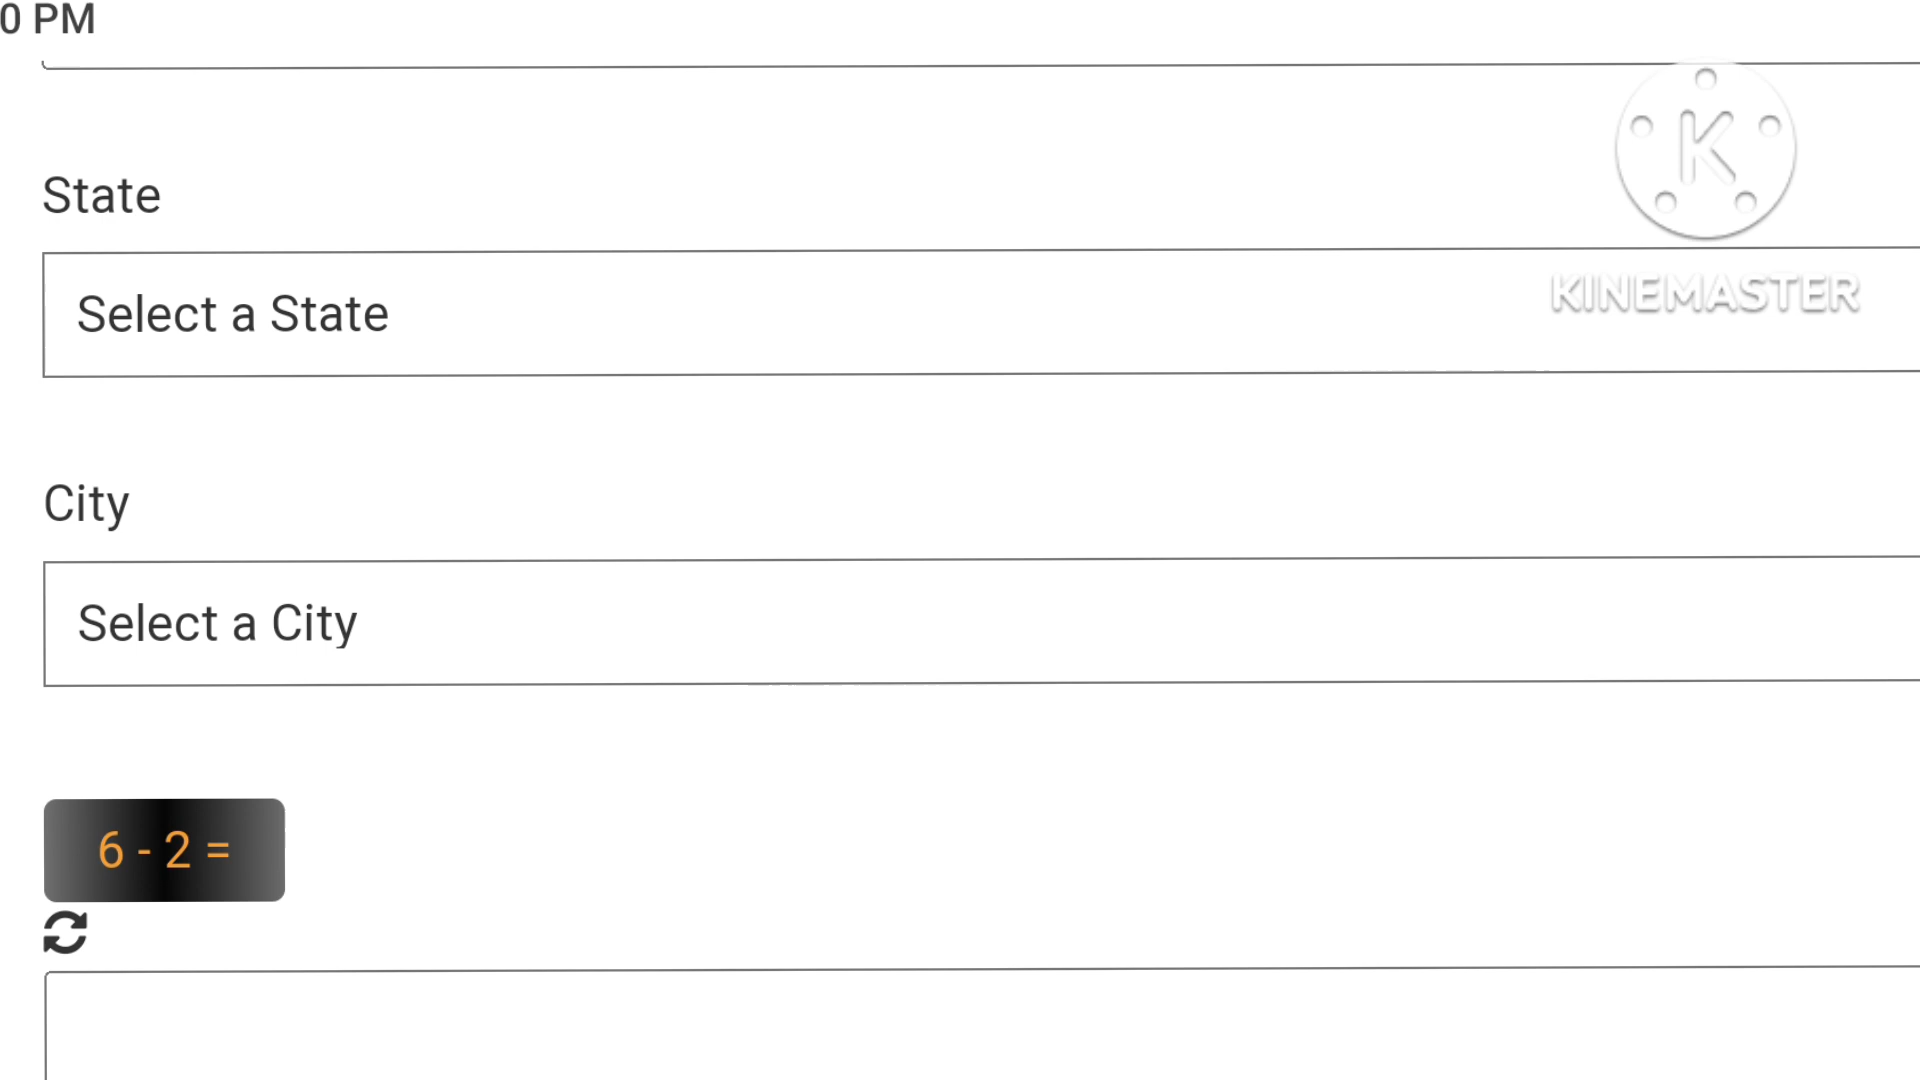 0 PM
State
Select a State
KINEMASTER
City
Select a City
6 - 2 =